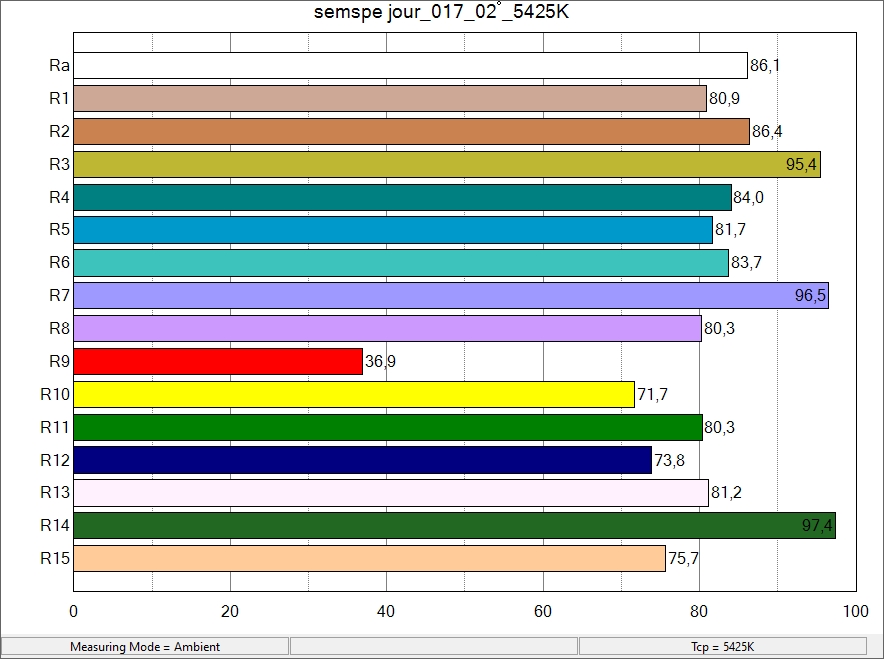 semspe jour_017_02°_5425K
Ra 86,1
R1 80,9
R2 86,4
R3 95,4
R4 84,0
R5 81,7
R6 83,7
R7 96,5
R8 80,3
R9 36,9
R10 71,7
R11 80,3
R12 73,8
R13 81,2
R14 97,4
R15 75,7
0 20 40 60 80 100
Measuring Mode = Ambient Tcp = 5425K